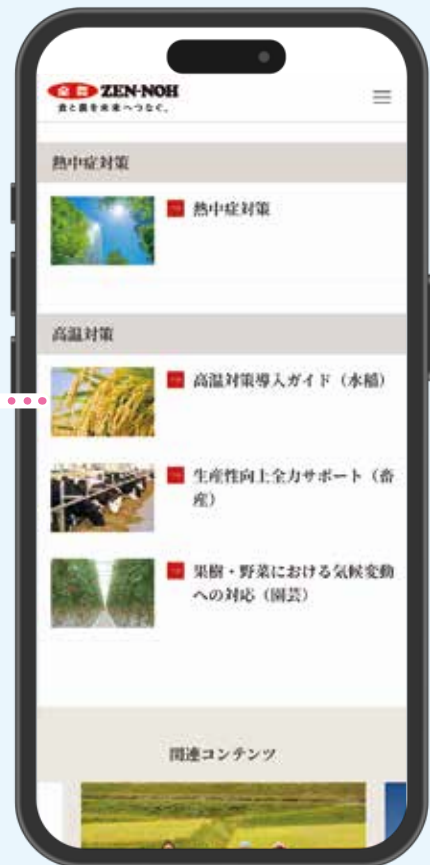 全農 ZEN-NOH
食と農を未来へつなぐ。
熱中症対策
熱中症対策
高温対策
高温対策導入ガイド（水稲）
生産性向上全力サポート（畜
産）
果樹・野菜における気候変動
への対応（園芸）
関連コンテンツ